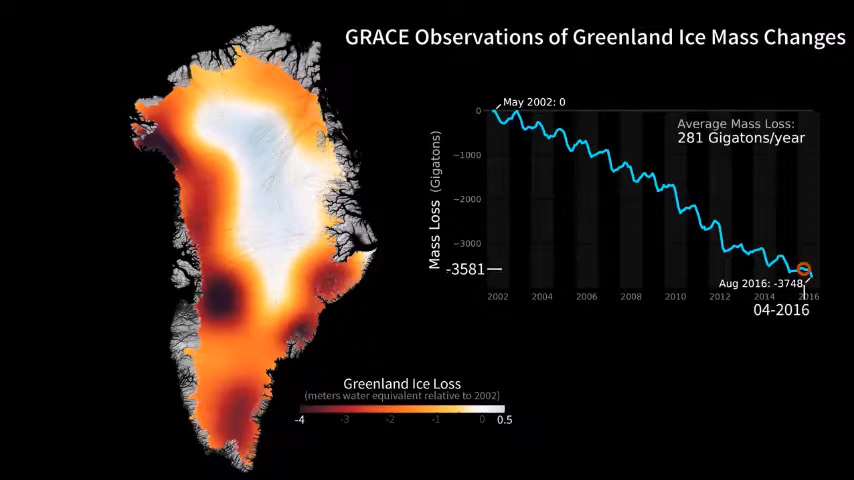 GRACE Observations of Greenland Ice Mass Changes
May 2002: 0
Average Mass Loss:
281 Gigatons/year
Mass Loss (Gigatons)
0
−1000
−2000
−3000
-3581
Aug 2016: -3748
2002 2004 2006 2008 2010 2012 2014 2016
04-2016
Greenland Ice Loss
(meters water equivalent relative to 2002)
-4 -3 -2 -1 0 0.5